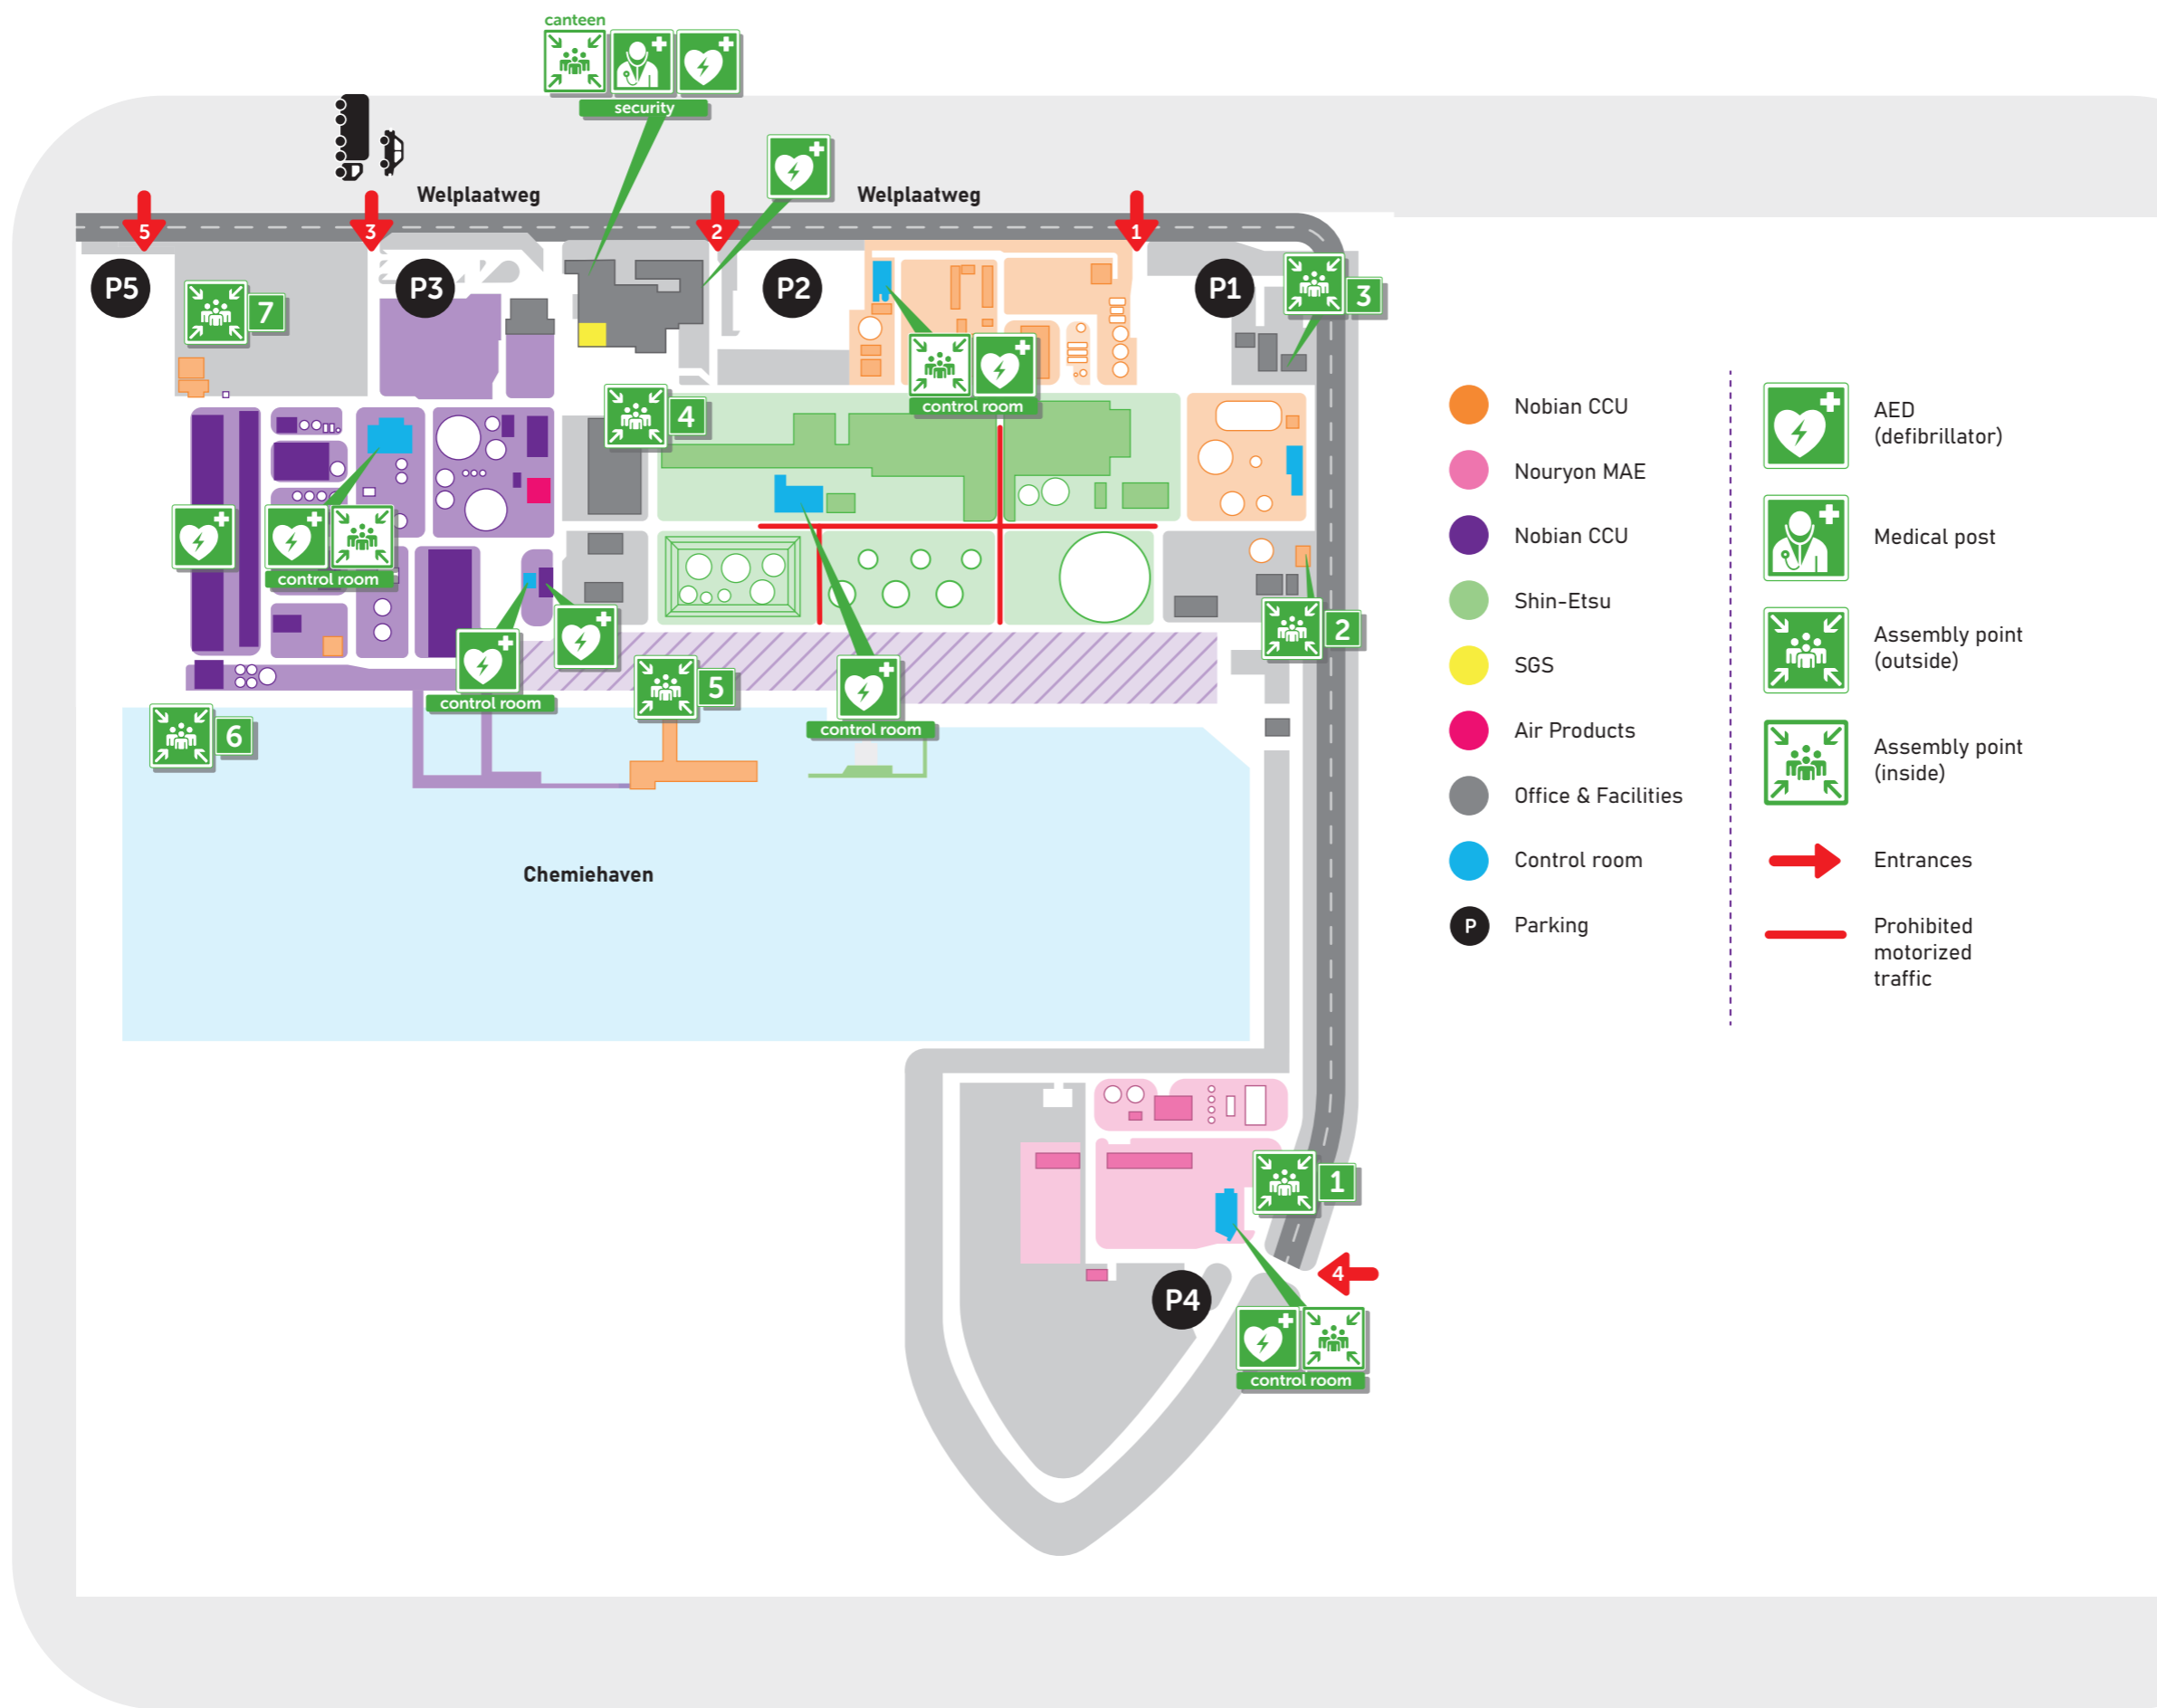 canteen
security
Welplaatweg
Welplaatweg
5
3
2
1
P5
P3
P2
P1
7
3
4
control room
control room
2
5
control room
6
control room
Chemiehaven
1
4
P4
control room
Nobian CCU
Nouryon MAE
Nobian CCU
Shin-Etsu
SGS
Air Products
Office & Facilities
Control room
P
Parking
AED
(defibrillator)
Medical post
Assembly point
(outside)
Assembly point
(inside)
Entrances
Prohibited
motorized
traffic